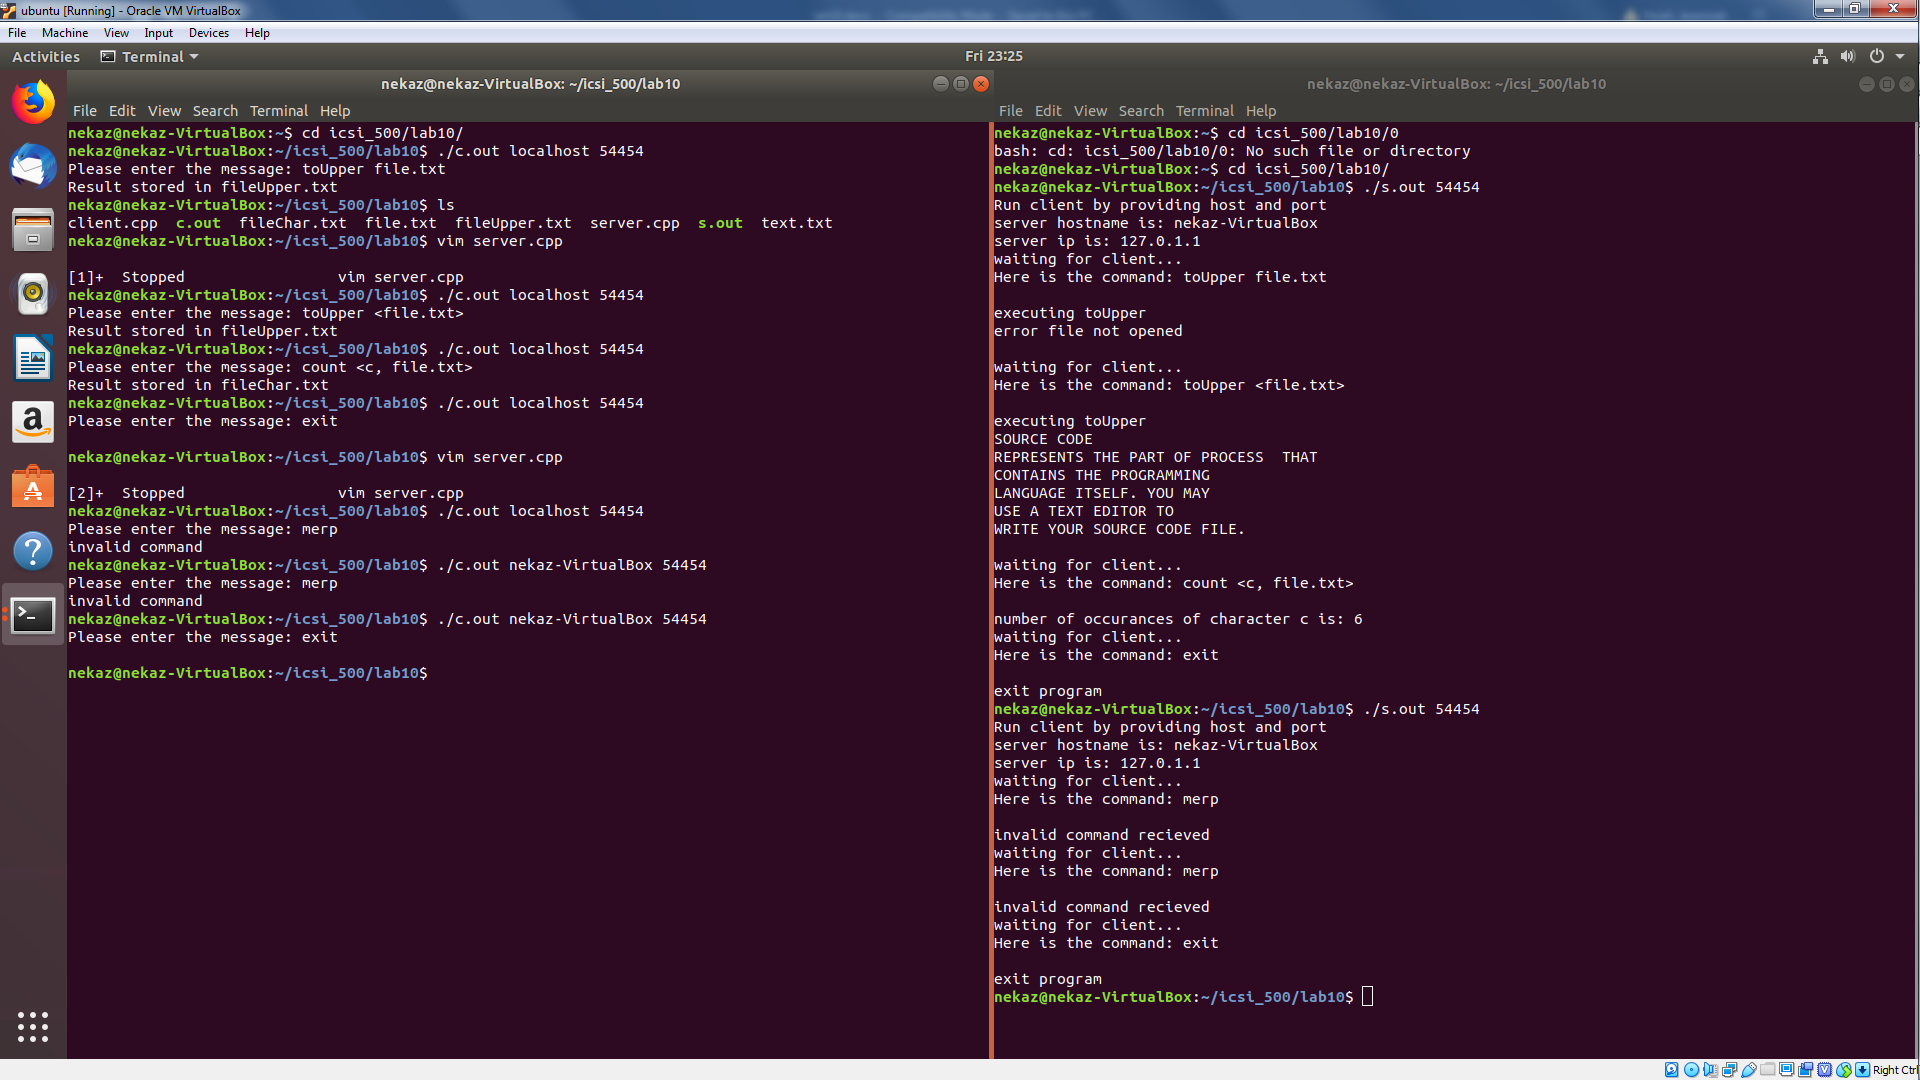 ubuntu [Running] - Oracle VM VirtualBox
File Machine View Input Devices Help
Activities Terminal Fri 23:25
nekaz@nekaz-VirtualBox: ~/icsi_500/lab10
File Edit View Search Terminal Help
nekaz@nekaz-VirtualBox:~$ cd icsi_500/lab10/
nekaz@nekaz-VirtualBox:~/icsi_500/lab10$ ./c.out localhost 54454
Please enter the message: toUpper file.txt
Result stored in fileUpper.txt
nekaz@nekaz-VirtualBox:~/icsi_500/lab10$ ls
client.cpp c.out fileChar.txt file.txt fileUpper.txt server.cpp s.out text.txt
nekaz@nekaz-VirtualBox:~/icsi_500/lab10$ vim server.cpp
[1]+ Stopped vim server.cpp
nekaz@nekaz-VirtualBox:~/icsi_500/lab10$ ./c.out localhost 54454
Please enter the message: toUpper <file.txt>
Result stored in fileUpper.txt
nekaz@nekaz-VirtualBox:~/icsi_500/lab10$ ./c.out localhost 54454
Please enter the message: count <c, file.txt>
Result stored in fileChar.txt
nekaz@nekaz-VirtualBox:~/icsi_500/lab10$ ./c.out localhost 54454
Please enter the message: exit
nekaz@nekaz-VirtualBox:~/icsi_500/lab10$ vim server.cpp
[2]+ Stopped vim server.cpp
nekaz@nekaz-VirtualBox:~/icsi_500/lab10$ ./c.out localhost 54454
Please enter the message: merp
invalid command
nekaz@nekaz-VirtualBox:~/icsi_500/lab10$ ./c.out nekaz-VirtualBox 54454
Please enter the message: merp
invalid command
nekaz@nekaz-VirtualBox:~/icsi_500/lab10$ ./c.out nekaz-VirtualBox 54454
Please enter the message: exit
nekaz@nekaz-VirtualBox:~/icsi_500/lab10$
nekaz@nekaz-VirtualBox: ~/icsi_500/lab10
File Edit View Search Terminal Help
nekaz@nekaz-VirtualBox:~$ cd icsi_500/lab10/0
bash: cd: icsi_500/lab10/0: No such file or directory
nekaz@nekaz-VirtualBox:~$ cd icsi_500/lab10/
nekaz@nekaz-VirtualBox:~/icsi_500/lab10$ ./s.out 54454
Run client by providing host and port
server hostname is: nekaz-VirtualBox
server ip is: 127.0.1.1
waiting for client...
Here is the command: toUpper file.txt
executing toUpper
error file not opened
waiting for client...
Here is the command: toUpper <file.txt>
executing toUpper
SOURCE CODE
REPRESENTS THE PART OF PROCESS  THAT
CONTAINS THE PROGRAMMING
LANGUAGE ITSELF. YOU MAY
USE A TEXT EDITOR TO
WRITE YOUR SOURCE CODE FILE.
waiting for client...
Here is the command: count <c, file.txt>
number of occurances of character c is: 6
waiting for client...
Here is the command: exit
exit program
nekaz@nekaz-VirtualBox:~/icsi_500/lab10$ ./s.out 54454
Run client by providing host and port
server hostname is: nekaz-VirtualBox
server ip is: 127.0.1.1
waiting for client...
Here is the command: merp
invalid command recieved
waiting for client...
Here is the command: merp
invalid command recieved
waiting for client...
Here is the command: exit
exit program
nekaz@nekaz-VirtualBox:~/icsi_500/lab10$
Right Ctrl